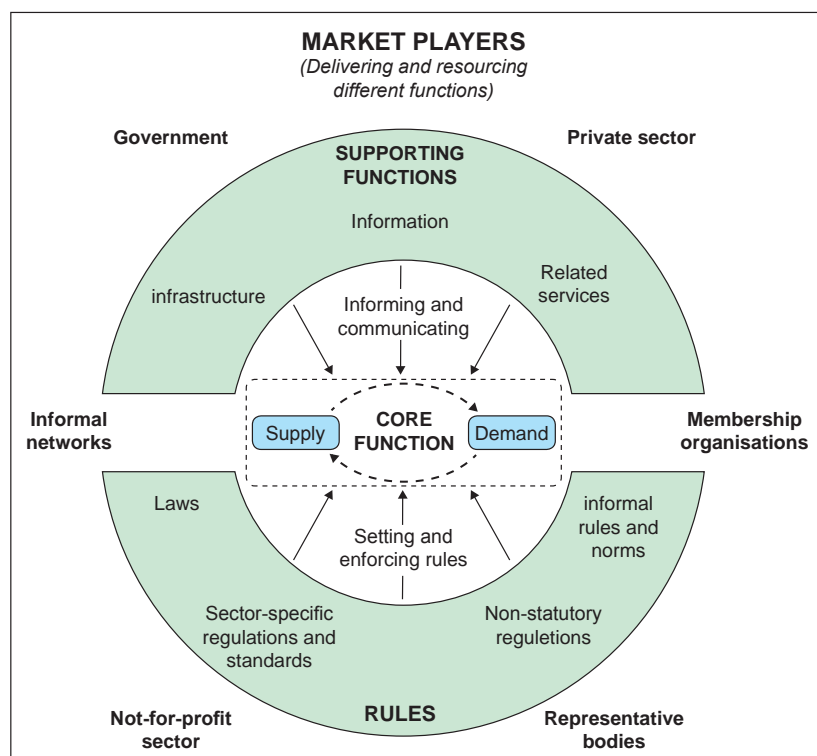 MARKET PLAYERS
(Delivering and resourcing
different functions)
Government
Private sector
SUPPORTING
FUNCTIONS
Information
infrastructure
Related
services
Informing and
communicating
Informal
networks
Supply
CORE
FUNCTION
Demand
Membership
organisations
Laws
informal
rules and
norms
Setting and
enforcing rules
Sector-specific
regulations and
standards
Non-statutory
reguletions
RULES
Not-for-profit
sector
Representative
bodies